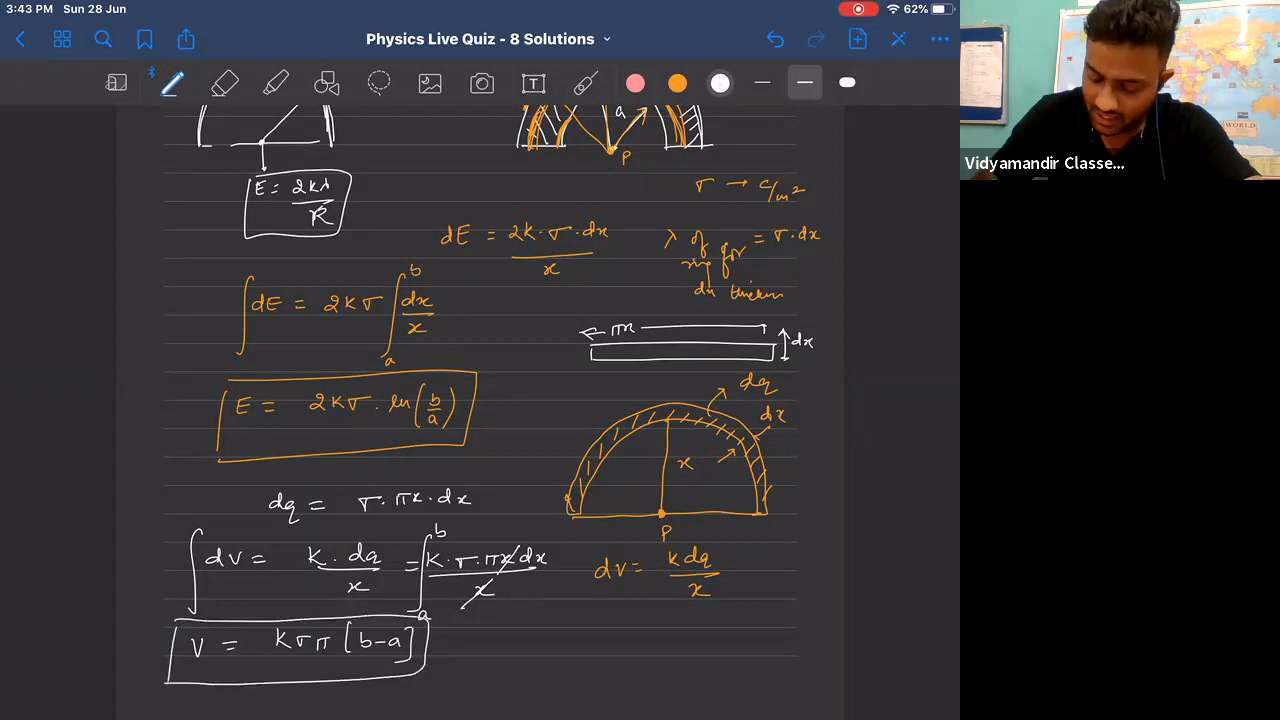 3:43 PM Sun 28 Jun
62%
Physics Live Quiz - 8 Solutions
T
a
P
E = 2kλ/R
σ → C/m²
dE = 2k·σ·dx/x
λ of ring for dx thickness = σ·dx
∫dE = 2kσ ∫ₐᵇ dx/x
πx
dx
E = 2kσ·ln(b/a)
dq
dx
x
P
dq = σ·πx·dx
∫dv = k·dq/x = ∫ₐᵇ k·σ·πx dx/x
dv = kdq/x
V = kσπ[b-a]
Vidyamandir Classe...
WORLD